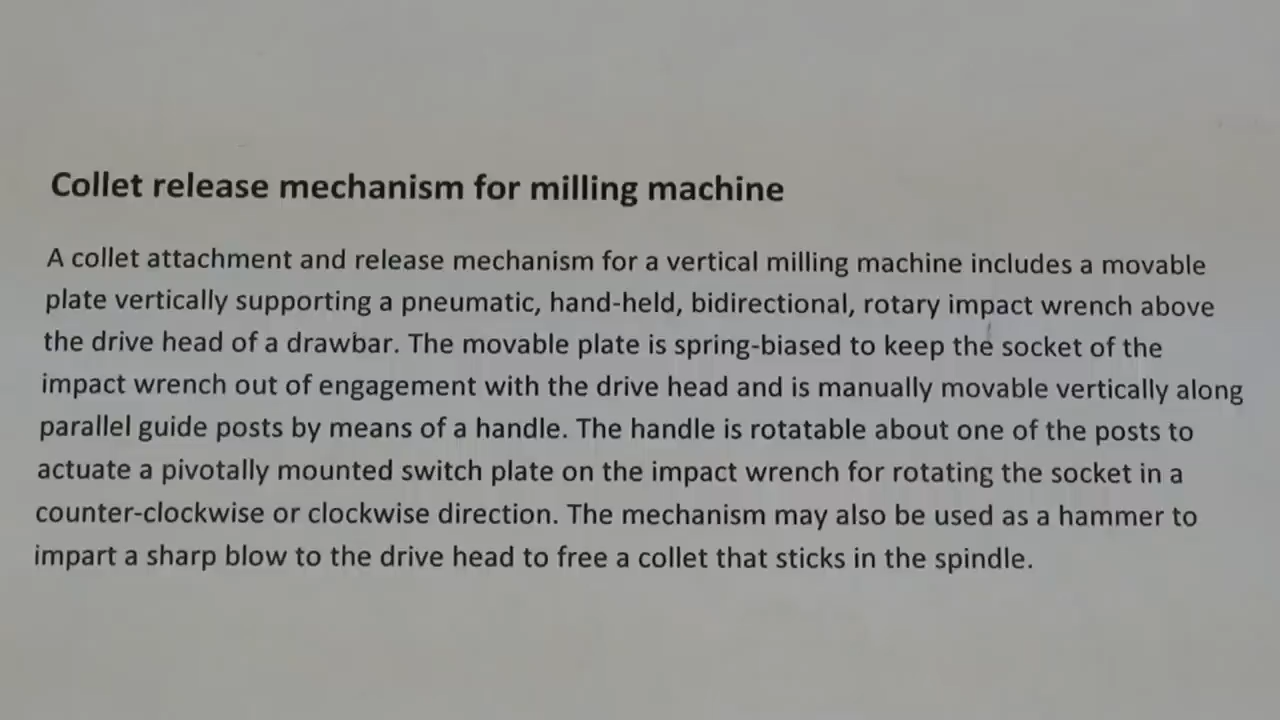 Collet release mechanism for milling machine
A collet attachment and release mechanism for a vertical milling machine includes a movable
plate vertically supporting a pneumatic, hand-held, bidirectional, rotary impact wrench above
the drive head of a drawbar. The movable plate is spring-biased to keep the socket of the
impact wrench out of engagement with the drive head and is manually movable vertically along
parallel guide posts by means of a handle. The handle is rotatable about one of the posts to
actuate a pivotally mounted switch plate on the impact wrench for rotating the socket in a
counter-clockwise or clockwise direction. The mechanism may also be used as a hammer to
impart a sharp blow to the drive head to free a collet that sticks in the spindle.